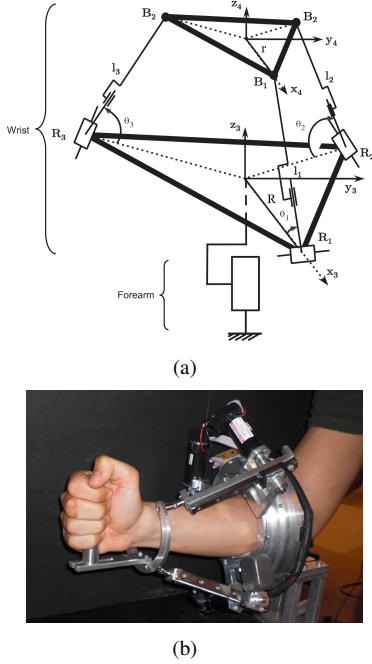 z₄
B₂
B₂
y₄
r
B₁
x₄
l₃
l₂
θ₃
θ₂
Wrist
R₃
z₃
l₁
y₃
R
θ₁
R₁
x₃
Forearm
(a)
(b)